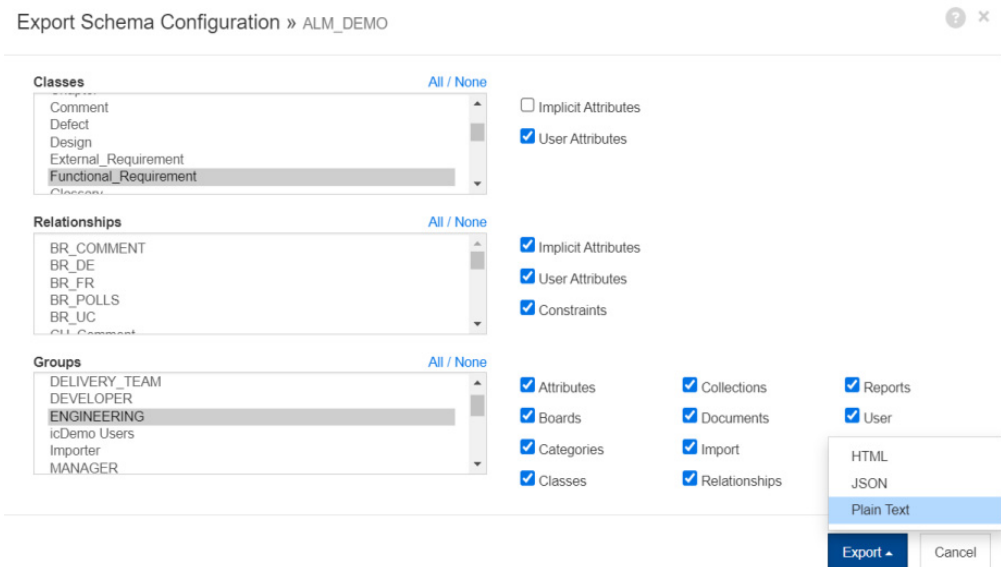 Export Schema Configuration » ALM_DEMO
Classes All / None
Comment
Defect
Design
External_Requirement
Functional_Requirement
Glossary
Implicit Attributes
User Attributes
Relationships All / None
BR_COMMENT
BR_DE
BR_FR
BR_POLLS
BR_UC
CH_Comment
Implicit Attributes
User Attributes
Constraints
Groups All / None
DELIVERY_TEAM
DEVELOPER
ENGINEERING
icDemo Users
Importer
MANAGER
Attributes Collections Reports
Boards Documents User
Categories Import
Classes Relationships
HTML
JSON
Plain Text
Export Cancel